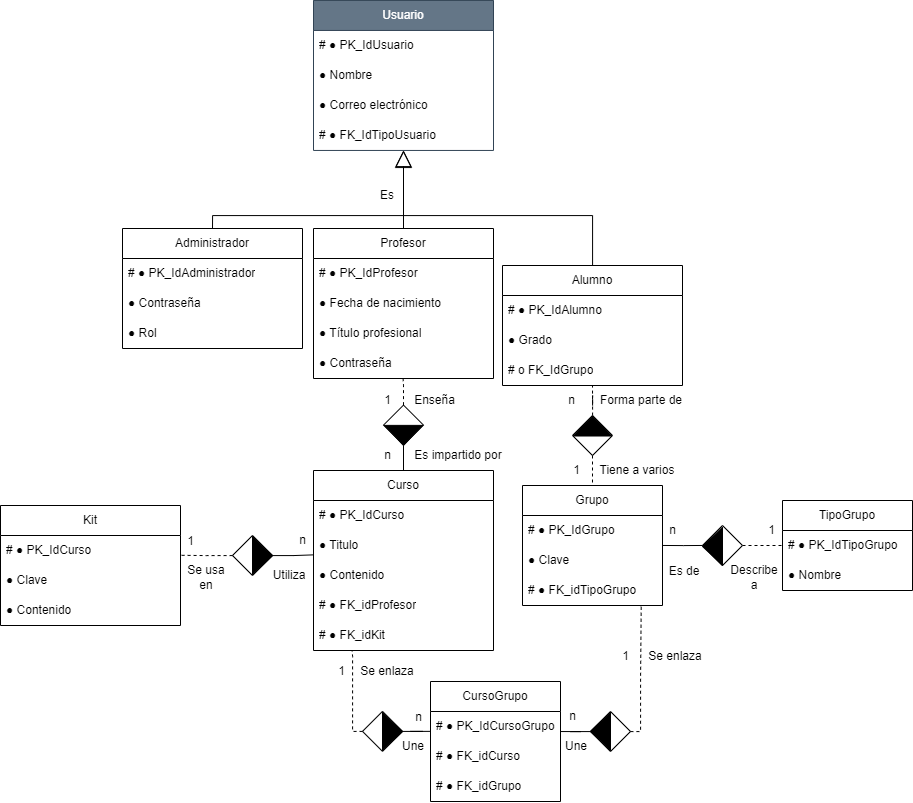 Usuario
# ● PK_IdUsuario
● Nombre
● Correo electrónico
# ● FK_IdTipoUsuario
Es
Administrador
# ● PK_IdAdministrador
● Contraseña
● Rol
Profesor
# ● PK_IdProfesor
● Fecha de nacimiento
● Título profesional
● Contraseña
Alumno
# ● PK_IdAlumno
● Grado
# o FK_IdGrupo
1 Enseña
n Es impartido por
n Forma parte de
1 Tiene a varios
Kit
# ● PK_IdCurso
● Clave
● Contenido
1
Se usa
en
n
Utiliza
Curso
# ● PK_IdCurso
● Titulo
● Contenido
# ● FK_idProfesor
# ● FK_idKit
Grupo
# ● PK_IdGrupo
● Clave
# ● FK_idTipoGrupo
n
Es de
1
Describe
a
TipoGrupo
# ● PK_IdTipoGrupo
● Nombre
1 Se enlaza
n
Une
1 Se enlaza
n
Une
CursoGrupo
# ● PK_IdCursoGrupo
# ● FK_idCurso
# ● FK_idGrupo